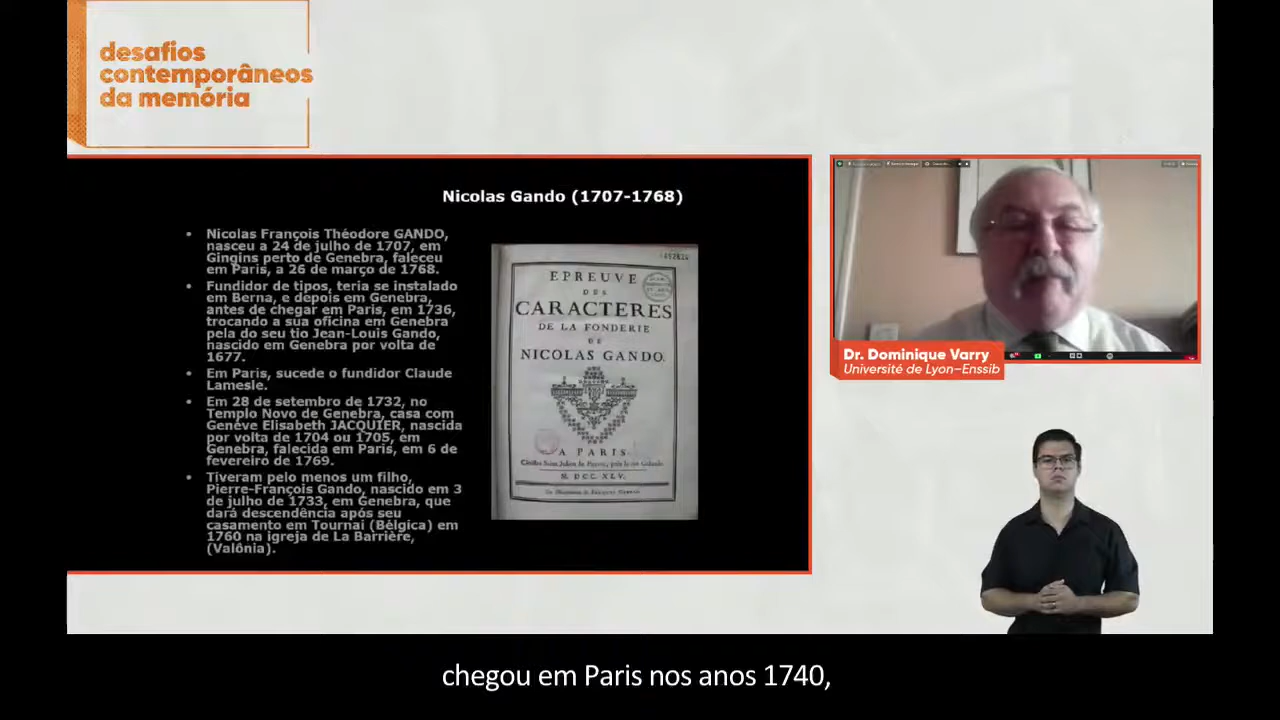 desafios
contemporâneos
da memória
Nicolas Gando (1707-1768)
• Nicolas François Théodore GANDO,
nasceu a 24 de julho de 1707, em
Gingins perto de Genebra, faleceu
em Paris, a 26 de março de 1768.
• Fundidor de tipos, teria se instalado
em Berna, e depois em Genebra,
antes de chegar em Paris, em 1736,
trocando a sua oficina em Genebra
pela do seu tio Jean-Louis Gando,
nascido em Genebra por volta de
1677.
• Em Paris, sucede o fundidor Claude
Lamesle.
• Em 28 de setembro de 1732, no
Templo Novo de Genebra, casa com
Genéve Elisabeth JACQUIER, nascida
por volta de 1704 ou 1705, em
Genebra, falecida em Paris, em 6 de
fevereiro de 1769.
• Tiveram pelo menos um filho,
Pierre-François Gando, nascido em 3
de julho de 1733, em Genebra, que
dará descendência após seu
casamento em Tournai (Bélgica) em
1760 na igreja de La Barrière,
(Valônia).
EPREUVE
DES
CARACTERES
DE LA FONDERIE
DE
NICOLAS GANDO.
A PARIS
M. DCC. XLV.
Dr. Dominique Varry
Université de Lyon–Enssib
chegou em Paris nos anos 1740,